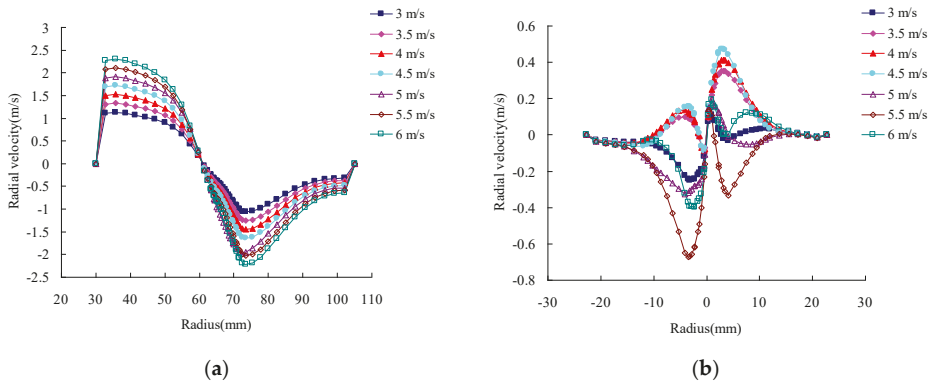 3
2.5
2
1.5
1
0.5
0
-0.5
-1
-1.5
-2
-2.5
Radial velocity(m/s)
20 30 40 50 60 70 80 90 100 110
Radius(mm)
3 m/s
3.5 m/s
4 m/s
4.5 m/s
5 m/s
5.5 m/s
6 m/s
(a)
0.6
0.4
0.2
0
-0.2
-0.4
-0.6
-0.8
Radial velocity(m/s)
-30 -20 -10 0 10 20 30
Radius(mm)
3 m/s
3.5 m/s
4 m/s
4.5 m/s
5 m/s
5.5 m/s
6 m/s
(b)